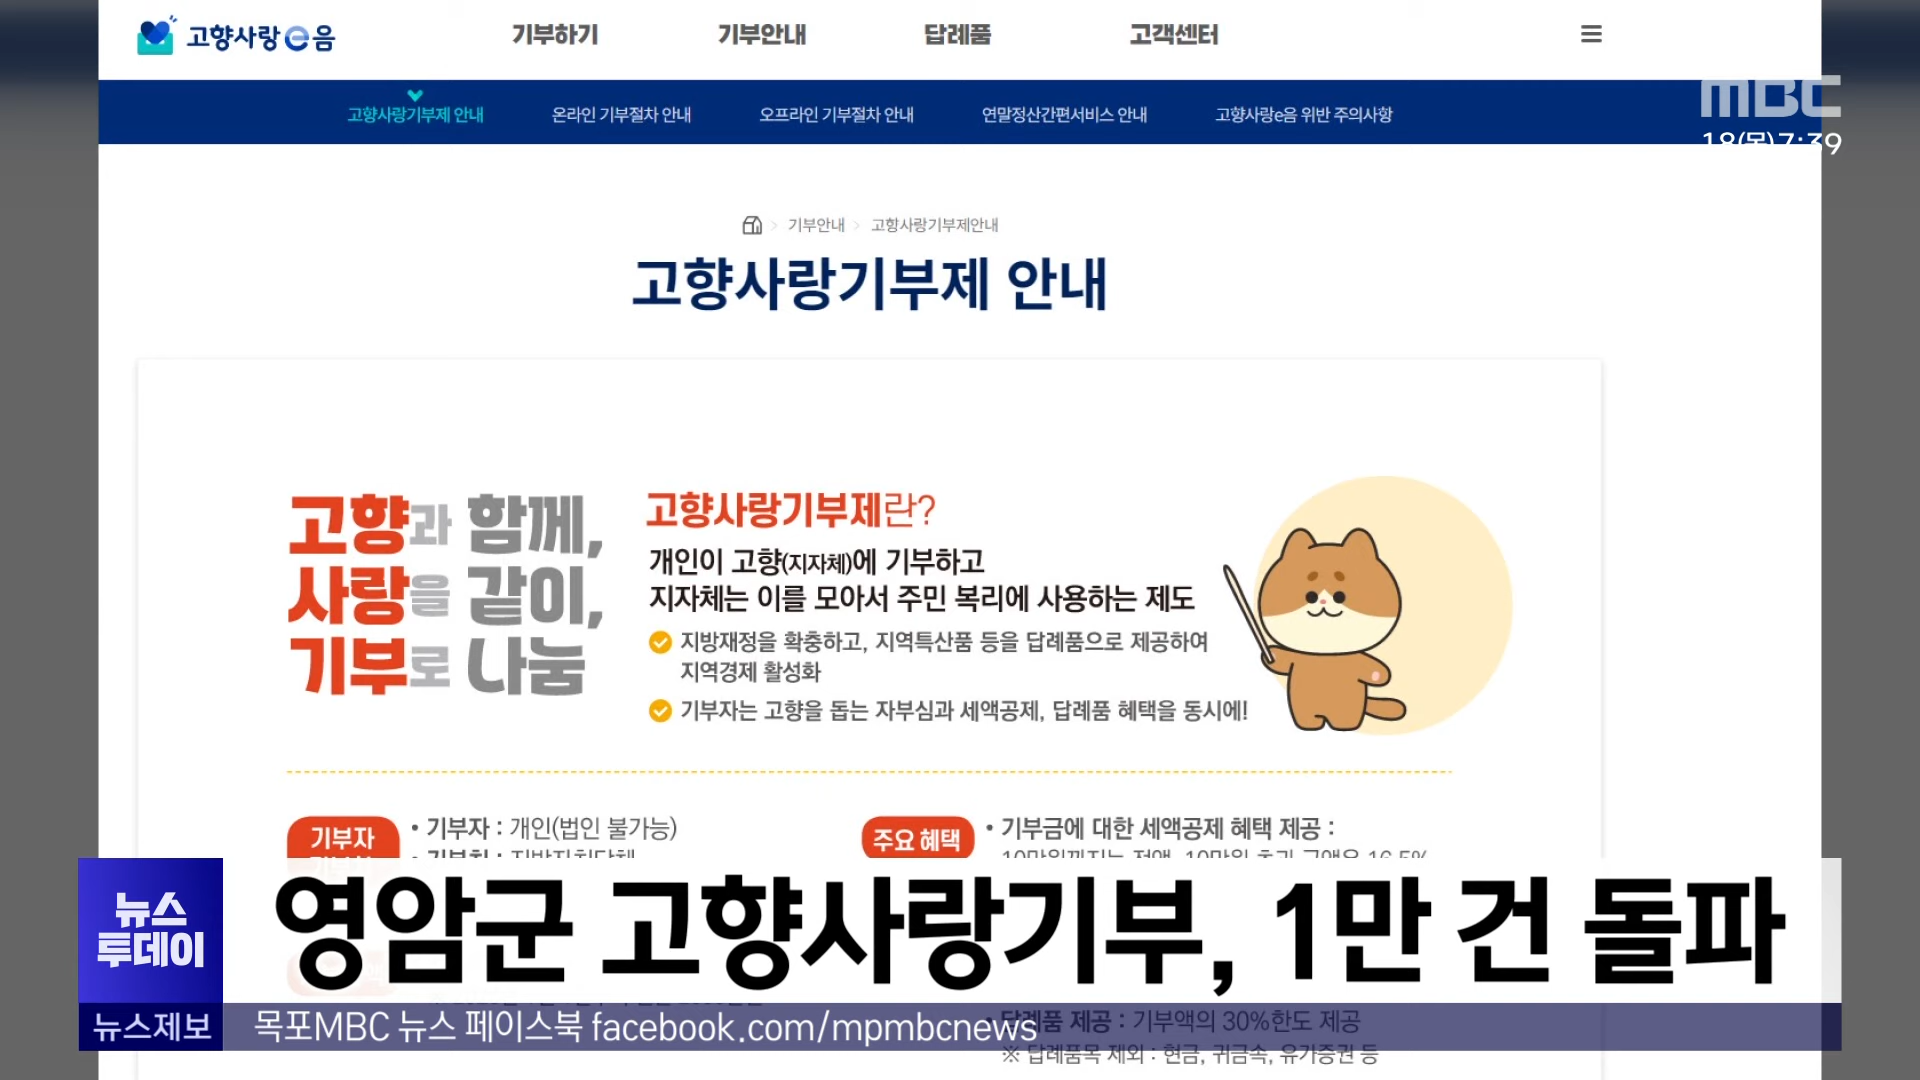 고향사랑e음
기부하기 기부안내 답례품 고객센터
MBC
고향사랑기부제 안내 온라인 기부절차 안내 오프라인 기부절차 안내 연말정산간편서비스 안내 고향사랑e음 위반 주의사항
18(목) 7:39
기부안내 > 고향사랑기부제안내
고향사랑기부제 안내
고향과 함께,
사랑을 같이,
기부로 나눔
고향사랑기부제란?
개인이 고향(지자체)에 기부하고
지자체는 이를 모아서 주민 복리에 사용하는 제도
지방재정을 확충하고, 지역특산품 등을 답례품으로 제공하여
지역경제 활성화
기부자는 고향을 돕는 자부심과 세액공제, 답례품 혜택을 동시에!
기부자
• 기부자 : 개인(법인 불가능)
주요 혜택
• 기부금에 대한 세액공제 혜택 제공 :
뉴스
투데이
영암군 고향사랑기부, 1만 건 돌파
뉴스제보
목포MBC 뉴스 페이스북 facebook.com/mpmbcnews
답례품 제공 : 기부액의 30%한도 제공
※ 답례품목 제외 : 현금, 귀금속, 유가증권 등